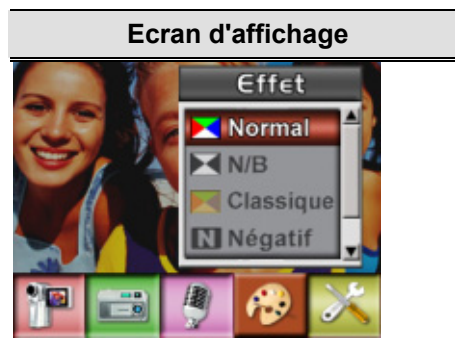 Ecran d'affichage
Effet
Normal
N/B
Classique
N Négatif